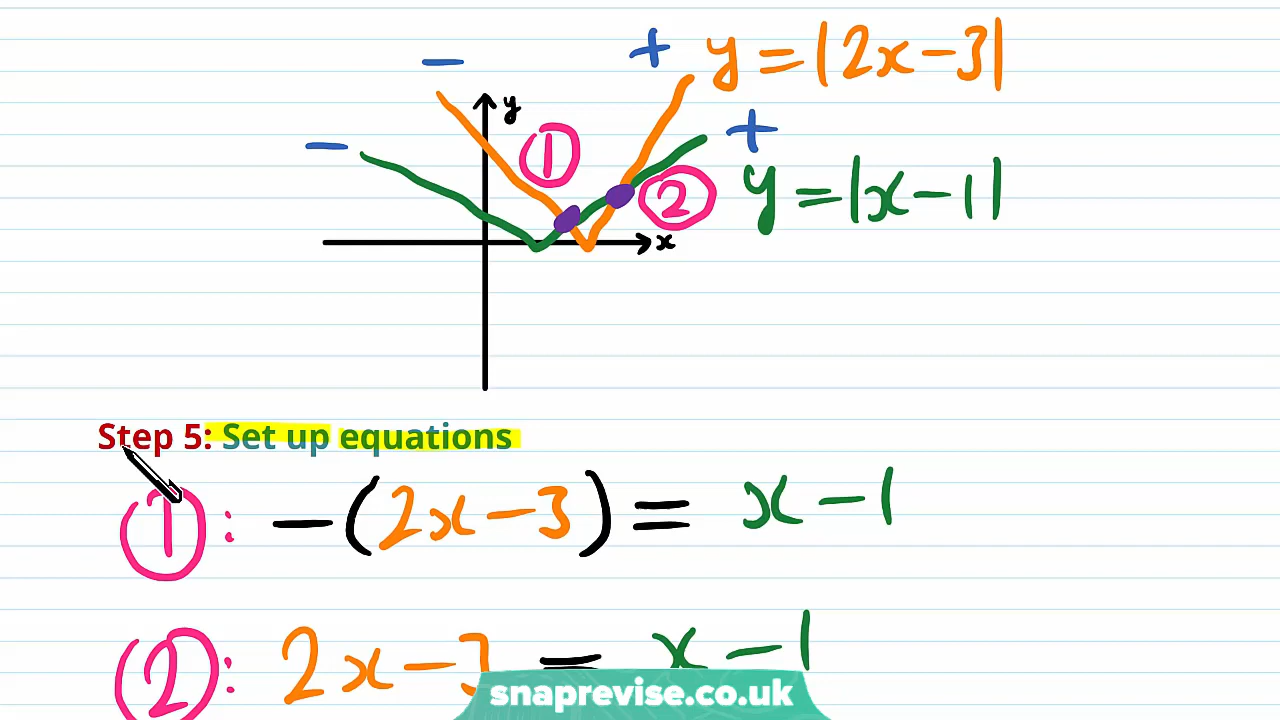 − + y = |2x − 3|
y
− ① +
② y = |x − 1|
x
Step 5: Set up equations
① : −(2x − 3) = x − 1
② : 2x − 3 = x − 1
snaprevise.co.uk